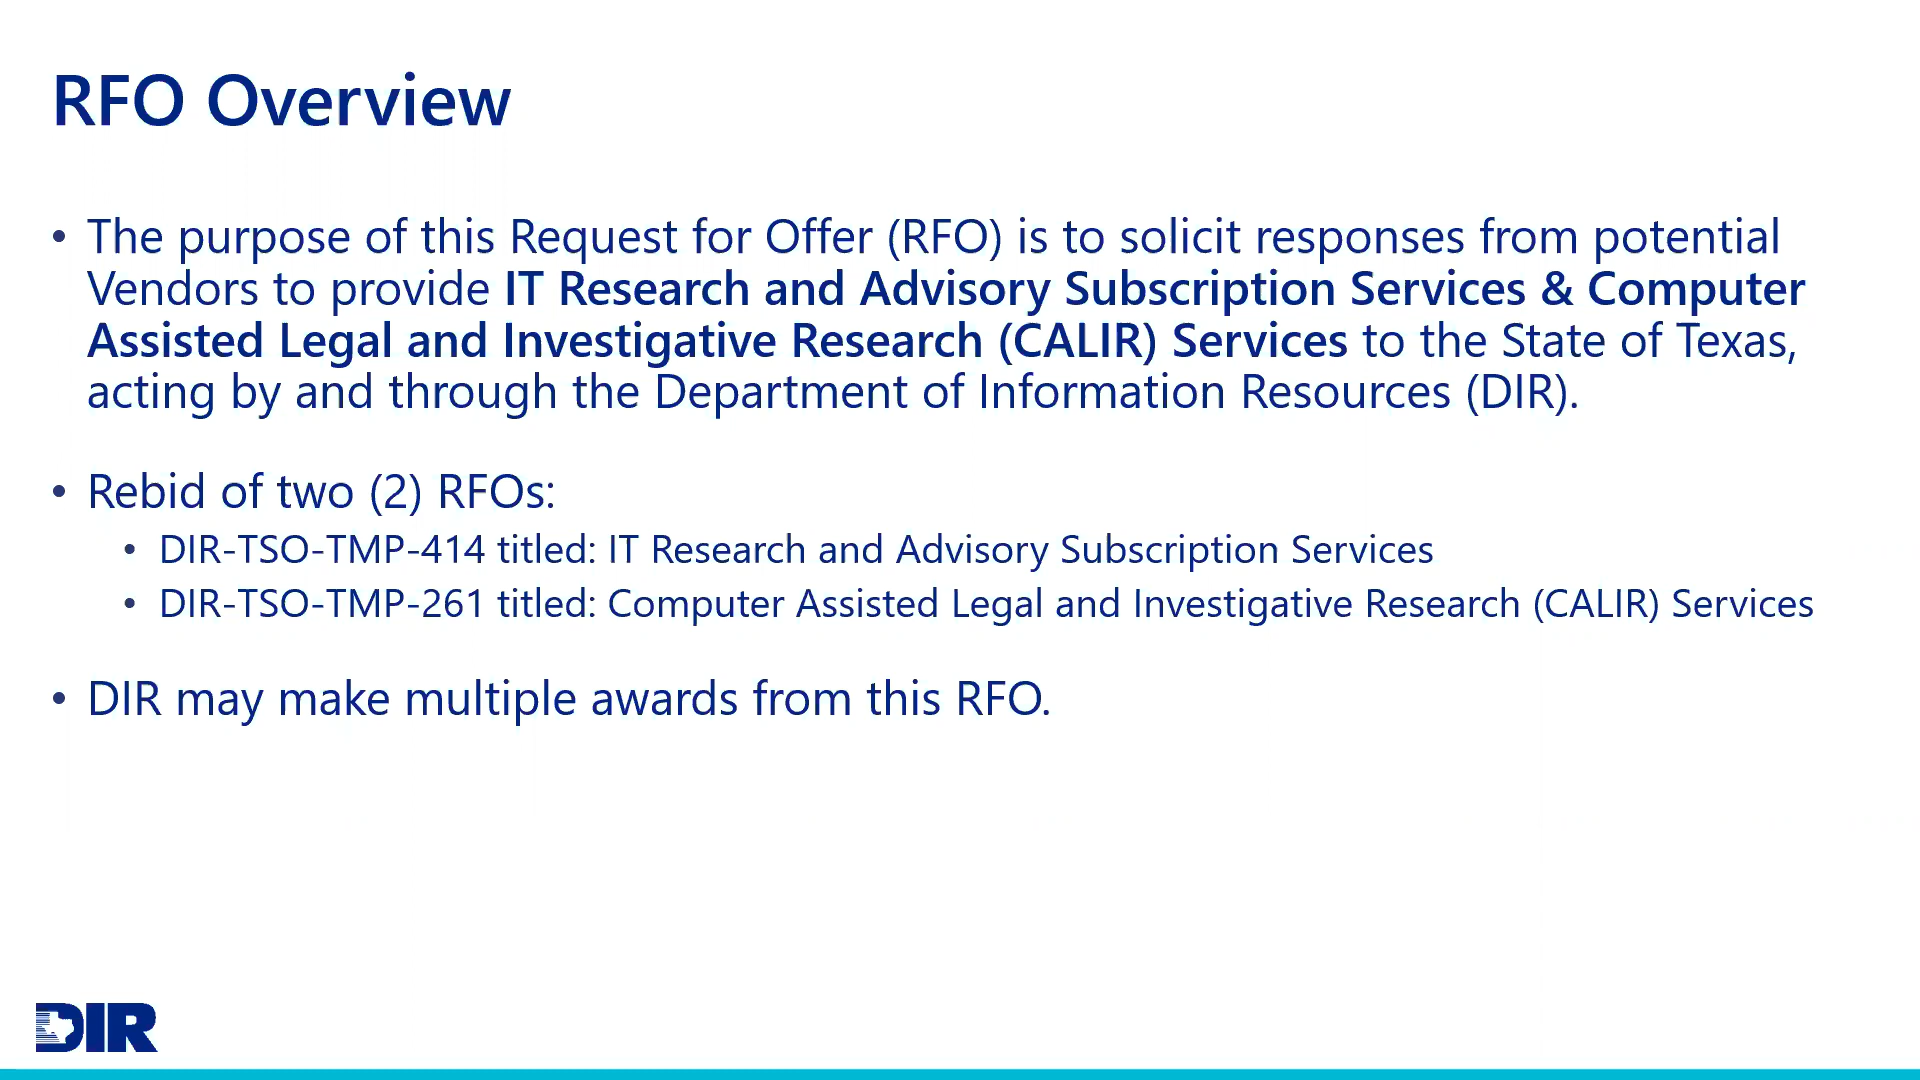 RFO Overview
• The purpose of this Request for Offer (RFO) is to solicit responses from potential
Vendors to provide IT Research and Advisory Subscription Services & Computer
Assisted Legal and Investigative Research (CALIR) Services to the State of Texas,
acting by and through the Department of Information Resources (DIR).
• Rebid of two (2) RFOs:
• DIR-TSO-TMP-414 titled: IT Research and Advisory Subscription Services
• DIR-TSO-TMP-261 titled: Computer Assisted Legal and Investigative Research (CALIR) Services
• DIR may make multiple awards from this RFO.
DIR